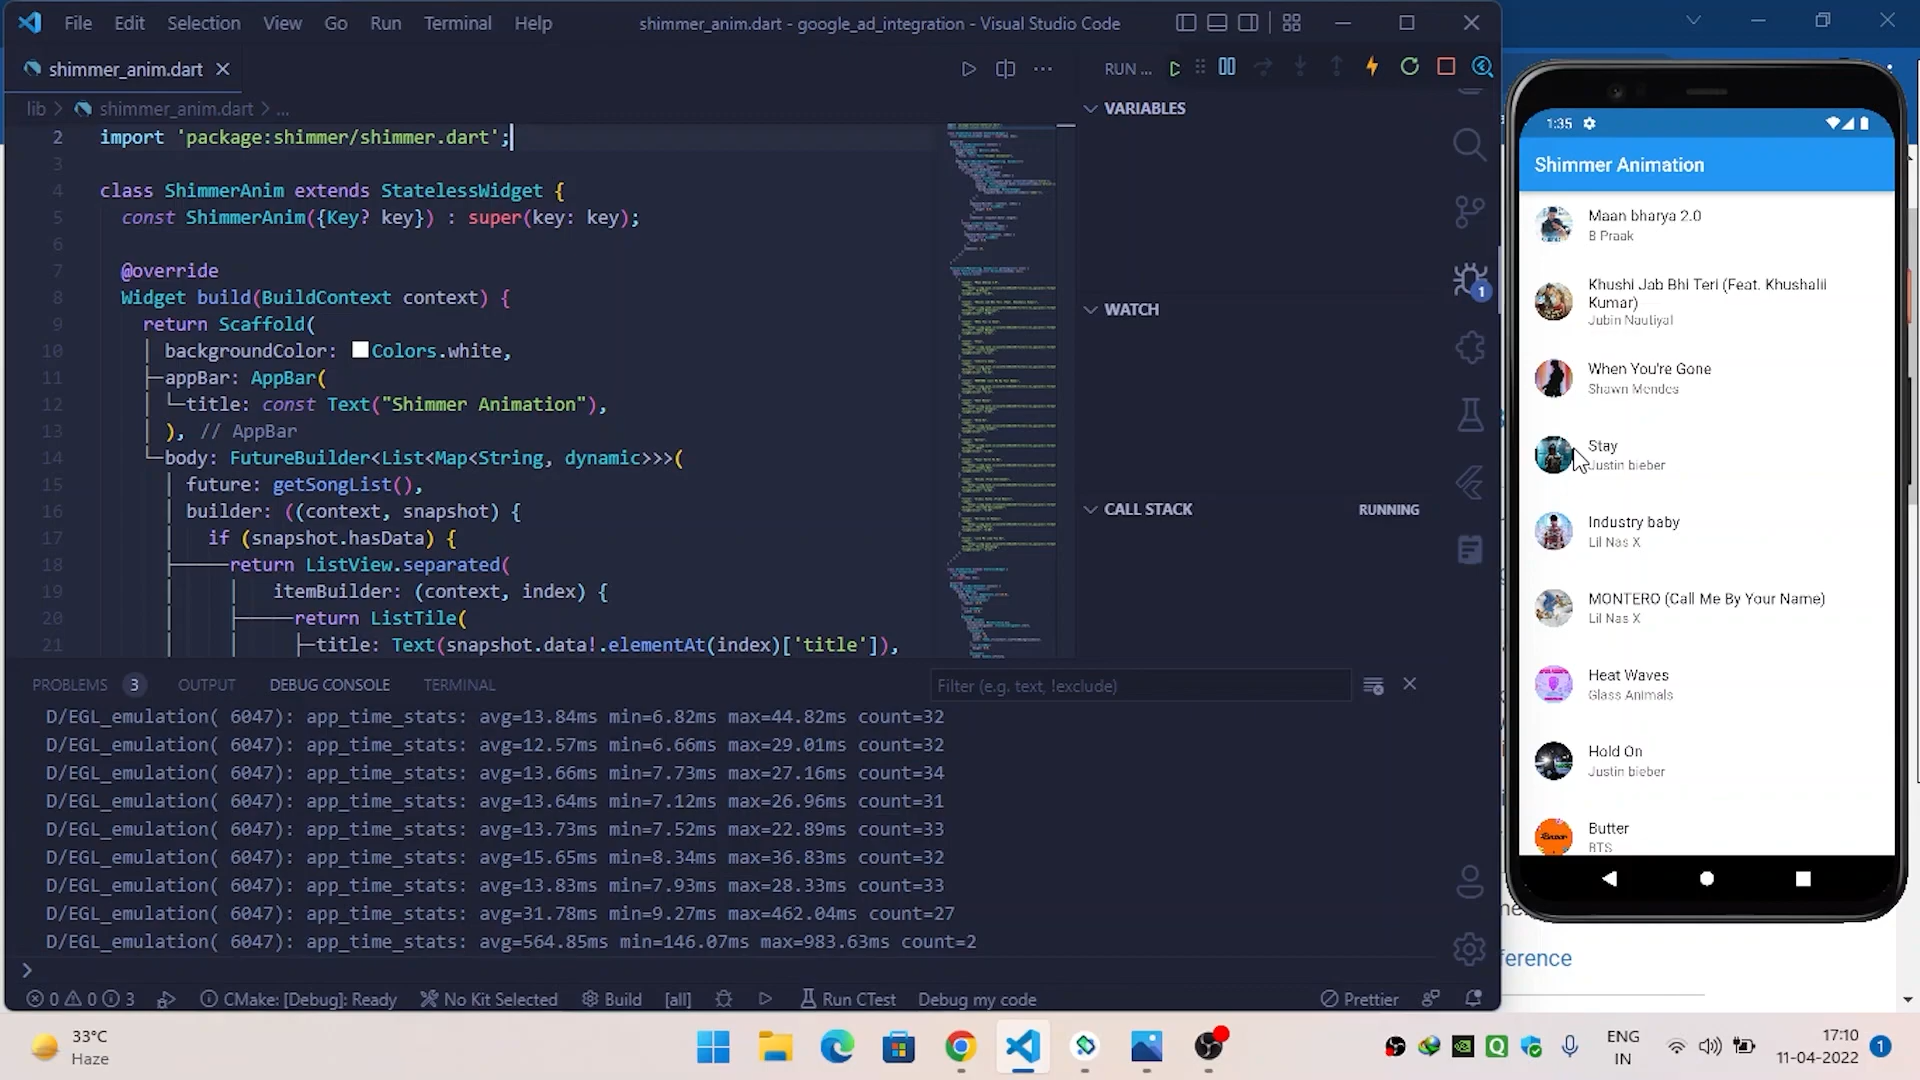 File Edit Selection View Go Run Terminal Help
shimmer_anim.dart - google_ad_integration - Visual Studio Code
shimmer_anim.dart
RUN ...
lib > shimmer_anim.dart > ...
2 import 'package:shimmer/shimmer.dart';
3
4 class ShimmerAnim extends StatelessWidget {
5 const ShimmerAnim({Key? key}) : super(key: key);
6
7 @override
8 Widget build(BuildContext context) {
9 return Scaffold(
10 backgroundColor: Colors.white,
11 appBar: AppBar(
12 title: const Text("Shimmer Animation"),
13 ), // AppBar
14 body: FutureBuilder<List<Map<String, dynamic>>>(
15 future: getSongList(),
16 builder: ((context, snapshot) {
17 if (snapshot.hasData) {
18 return ListView.separated(
19 itemBuilder: (context, index) {
20 return ListTile(
21 title: Text(snapshot.data!.elementAt(index)['title']),
VARIABLES
WATCH
CALL STACK RUNNING
1
PROBLEMS 3 OUTPUT DEBUG CONSOLE TERMINAL
Filter (e.g. text, !exclude)
D/EGL_emulation( 6047): app_time_stats: avg=13.84ms min=6.82ms max=44.82ms count=32
D/EGL_emulation( 6047): app_time_stats: avg=12.57ms min=6.66ms max=29.01ms count=32
D/EGL_emulation( 6047): app_time_stats: avg=13.66ms min=7.73ms max=27.16ms count=34
D/EGL_emulation( 6047): app_time_stats: avg=13.64ms min=7.12ms max=26.96ms count=31
D/EGL_emulation( 6047): app_time_stats: avg=13.73ms min=7.52ms max=22.89ms count=33
D/EGL_emulation( 6047): app_time_stats: avg=15.65ms min=8.34ms max=36.83ms count=32
D/EGL_emulation( 6047): app_time_stats: avg=13.83ms min=7.93ms max=28.33ms count=33
D/EGL_emulation( 6047): app_time_stats: avg=31.78ms min=9.27ms max=462.04ms count=27
D/EGL_emulation( 6047): app_time_stats: avg=564.85ms min=146.07ms max=983.63ms count=2
0 0 3 CMake: [Debug]: Ready No Kit Selected Build [all] Run CTest Debug my code Prettier
1:35
Shimmer Animation
Maan bharya 2.0
B Praak
Khushi Jab Bhi Teri (Feat. Khushalii
Kumar)
Jubin Nautiyal
When You're Gone
Shawn Mendes
Stay
Justin bieber
Industry baby
Lil Nas X
MONTERO (Call Me By Your Name)
Lil Nas X
Heat Waves
Glass Animals
Hold On
Justin bieber
Butter
BTS
ference
33°C
Haze
ENG
IN
17:10
11-04-2022
1